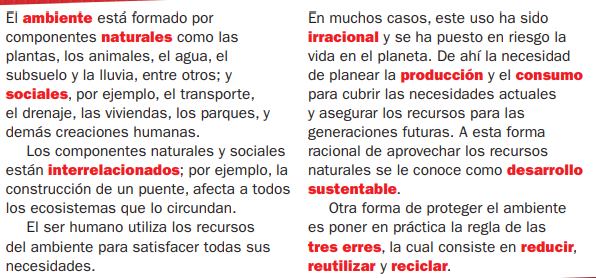 El ambiente está formado por
componentes naturales como las
plantas, los animales, el agua, el
subsuelo y la lluvia, entre otros; y
sociales, por ejemplo, el transporte,
el drenaje, las viviendas, los parques, y
demás creaciones humanas.
Los componentes naturales y sociales
están interrelacionados; por ejemplo, la
construcción de un puente, afecta a todos
los ecosistemas que lo circundan.
El ser humano utiliza los recursos
del ambiente para satisfacer todas sus
necesidades.
En muchos casos, este uso ha sido
irracional y se ha puesto en riesgo la
vida en el planeta. De ahí la necesidad
de planear la producción y el consumo
para cubrir las necesidades actuales
y asegurar los recursos para las
generaciones futuras. A esta forma
racional de aprovechar los recursos
naturales se le conoce como desarrollo
sustentable.
Otra forma de proteger el ambiente
es poner en práctica la regla de las
tres erres, la cual consiste en reducir,
reutilizar y reciclar.